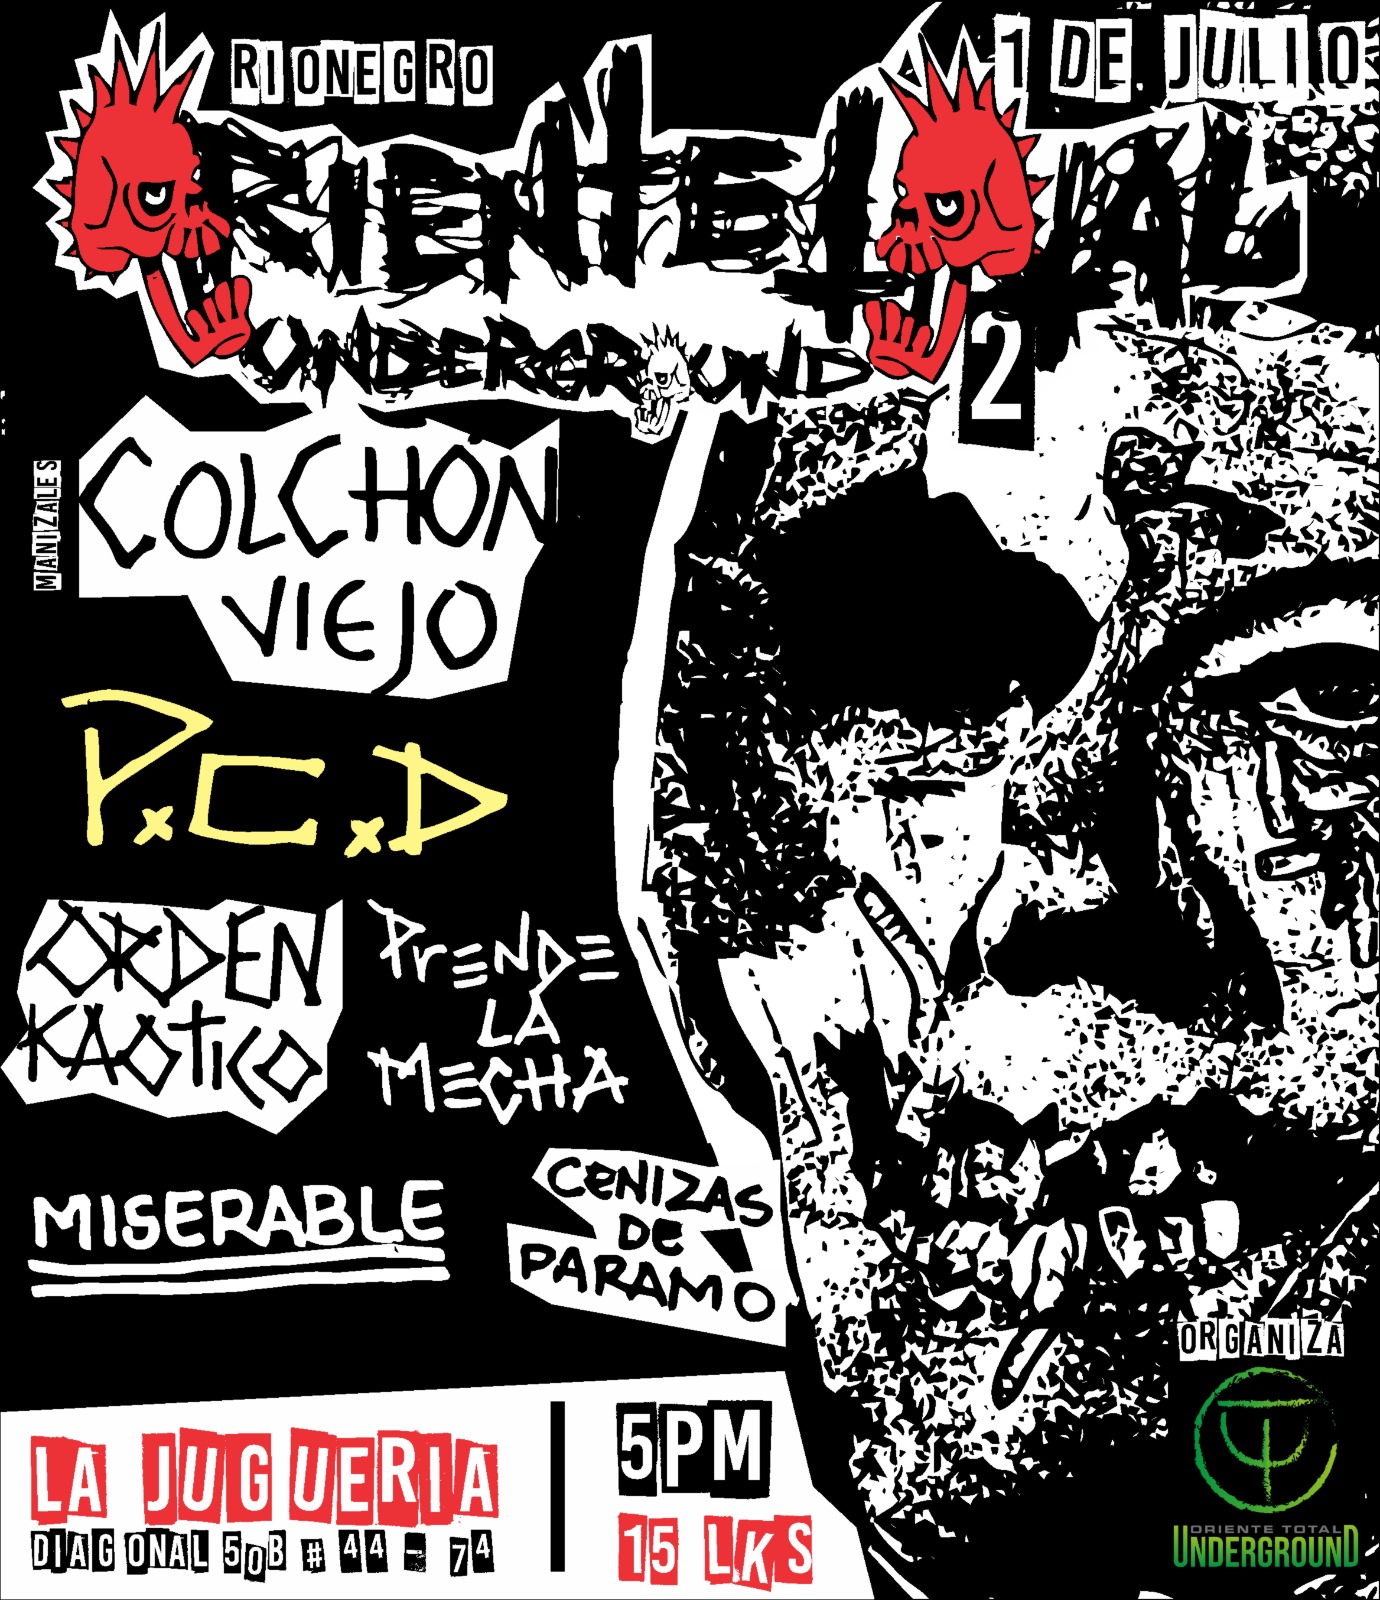 RIONEGRO
1 DE JULIO
ORIENTE TOTAL
UNDERGROUND
2
MANIZALES
COLCHON
VIEJO
P.C.D
ORDEN
KAOTICO
PrENDE
LA
MECHA
MISERABLE
CeNIZAS
De
PARAMO
ORGANIZA
LA JUGUERIA
DIAGONAL 50B # 44 - 74
5PM
15 LKS
ORIENTE TOTAL
UNDERGROUND